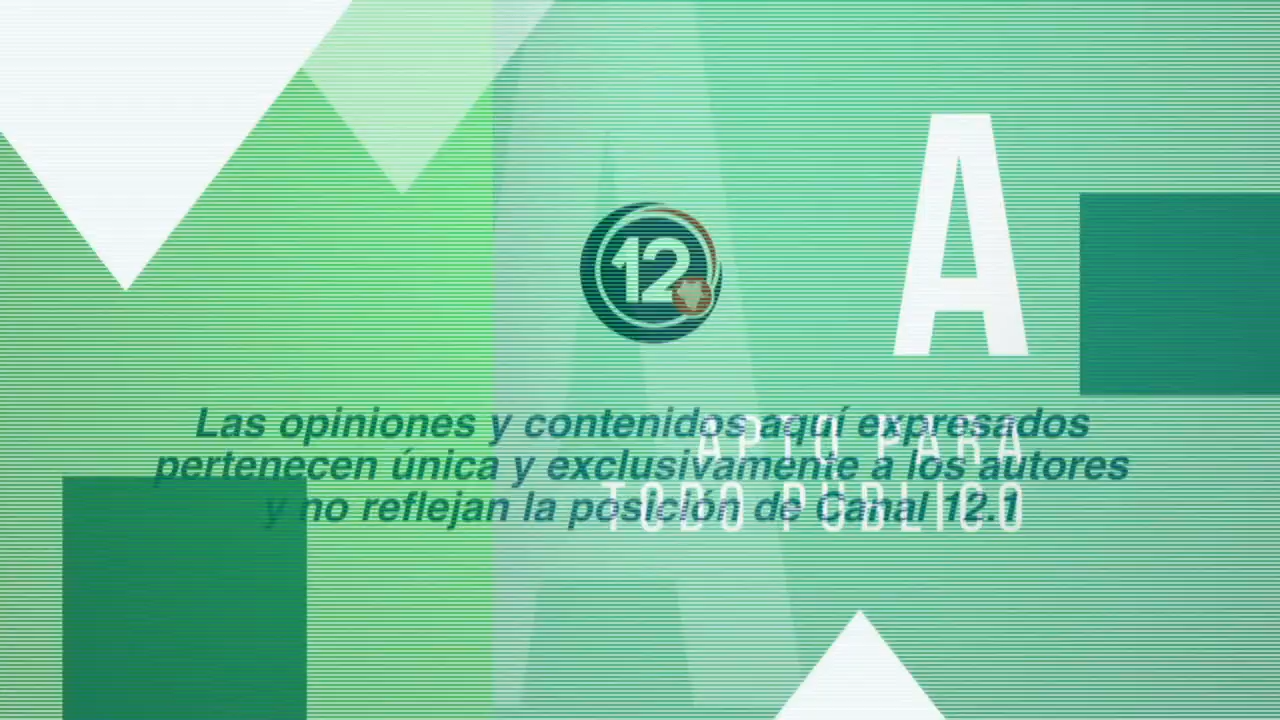 12
A
A
Las opiniones y contenidos aquí expresados
pertenecen única y exclusivamente a los autores
y no reflejan la posición de Canal 12.1
APTO PARA
TODO PÚBLICO